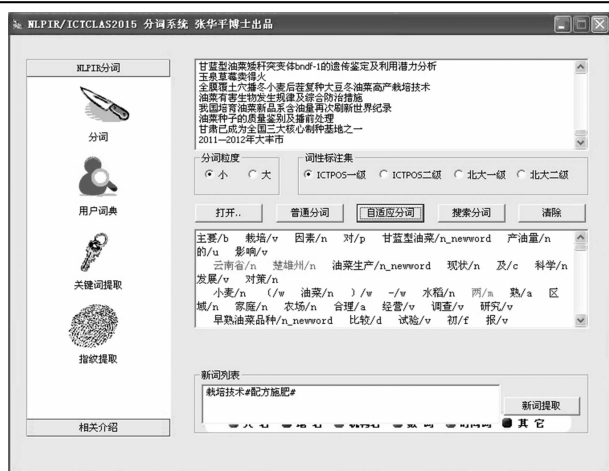 NLPIR/ICTCLAS2015 分词系统 张华平博士出品
NLPIR分词
分词
用户词典
关键词提取
指纹提取
相关介绍
甘蓝型油菜矮秆突变体bndf-1的遗传鉴定及利用潜力分析
玉泉草莓卖得火
全膜覆土穴播冬小麦后茬复种大豆冬油菜高产栽培技术
油菜有害生物发生规律及综合防治措施
我国培育油菜新品系含油量再次刷新世界纪录
油菜种子的质量鉴别及播前处理
甘肃已成为全国三大核心制种基地之一
2011—2012年大丰市
分词粒度
小 大
词性标注集
ICTPOS一级 ICTPOS二级 北大一级 北大二级
打开.. 普通分词 自适应分词 搜索分词 清除
主要/b 栽培/v 因素/n 对/p 甘蓝型油菜/n_newword 产油量/n
的/u 影响/v
云南省/n 楚雄州/n 油菜生产/n_newword 现状/n 及/c 科学/n
发展/v 对策/n
小麦/n (/w 油菜/n )/w -/w 水稻/n 两/m 熟/a 区
域/n 家庭/n 农场/n 合理/a 经营/v 调查/v 研究/v
早熟油菜品种/n_newword 比较/d 试验/v 初/f 报/v
新词列表
栽培技术#配方施肥#
新词提取
其它